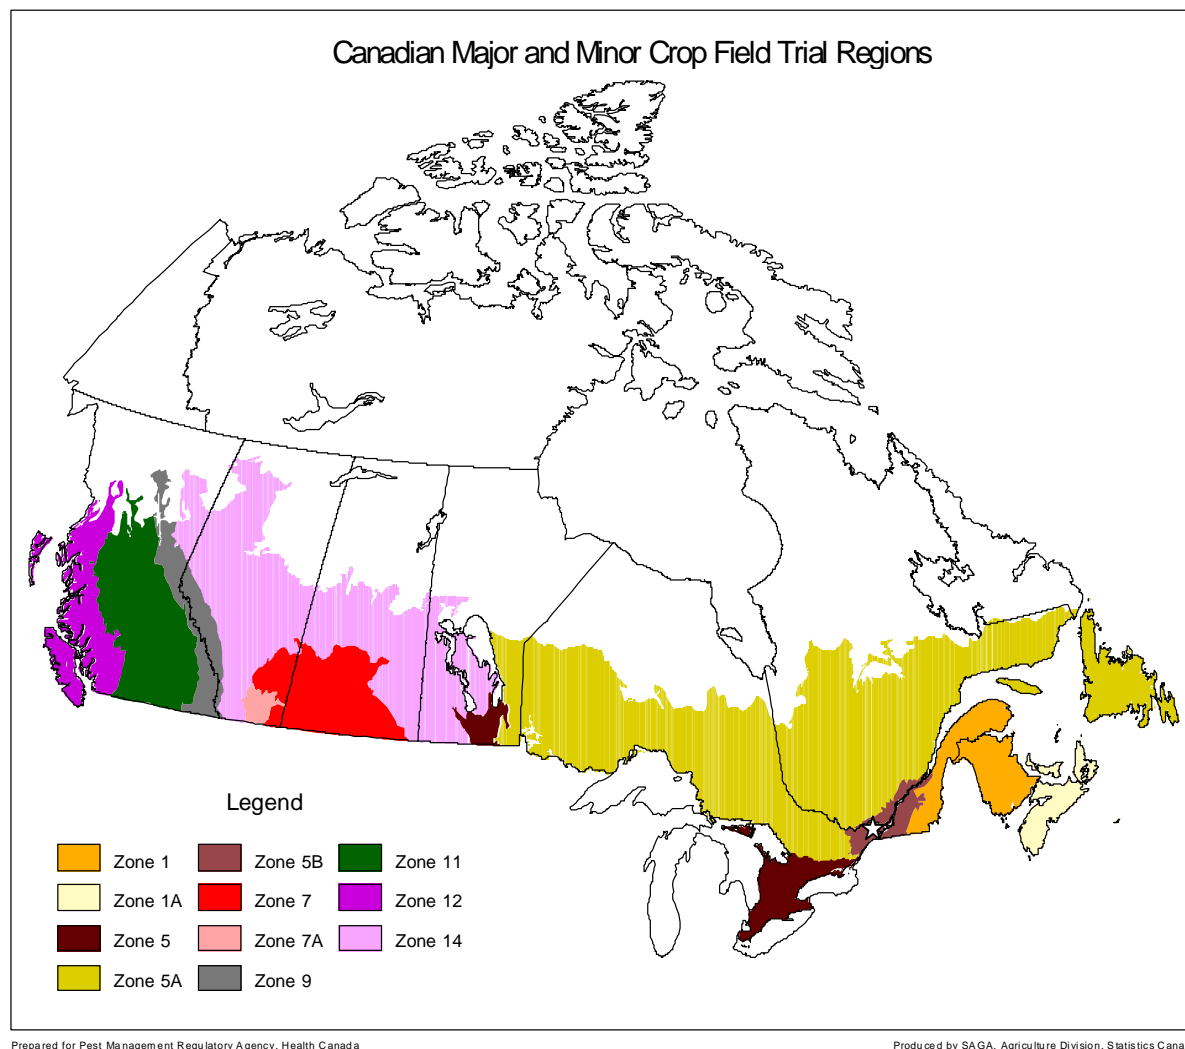 Canadian Major and Minor Crop Field Trial Regions
Legend
Zone 1
Zone 5B
Zone 11
Zone 1A
Zone 7
Zone 12
Zone 5
Zone 7A
Zone 14
Zone 5A
Zone 9
Prepared for Pest Management Regulatory Agency, Health Canada
Produced by SAGA, Agriculture Division, Statistics Cana